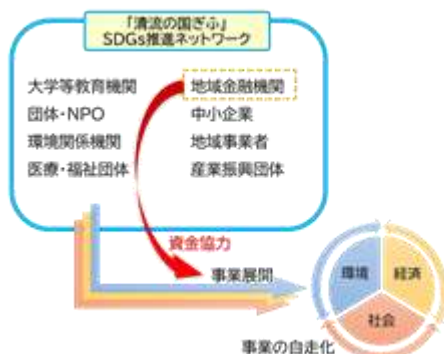 「清流の国ぎふ」
SDGs推進ネットワーク
大学等教育機関
団体・NPO
環境関係機関
医療・福祉団体
地域金融機関
中小企業
地域事業者
産業振興団体
資金協力
事業展開
環境
経済
社会
事業の自走化